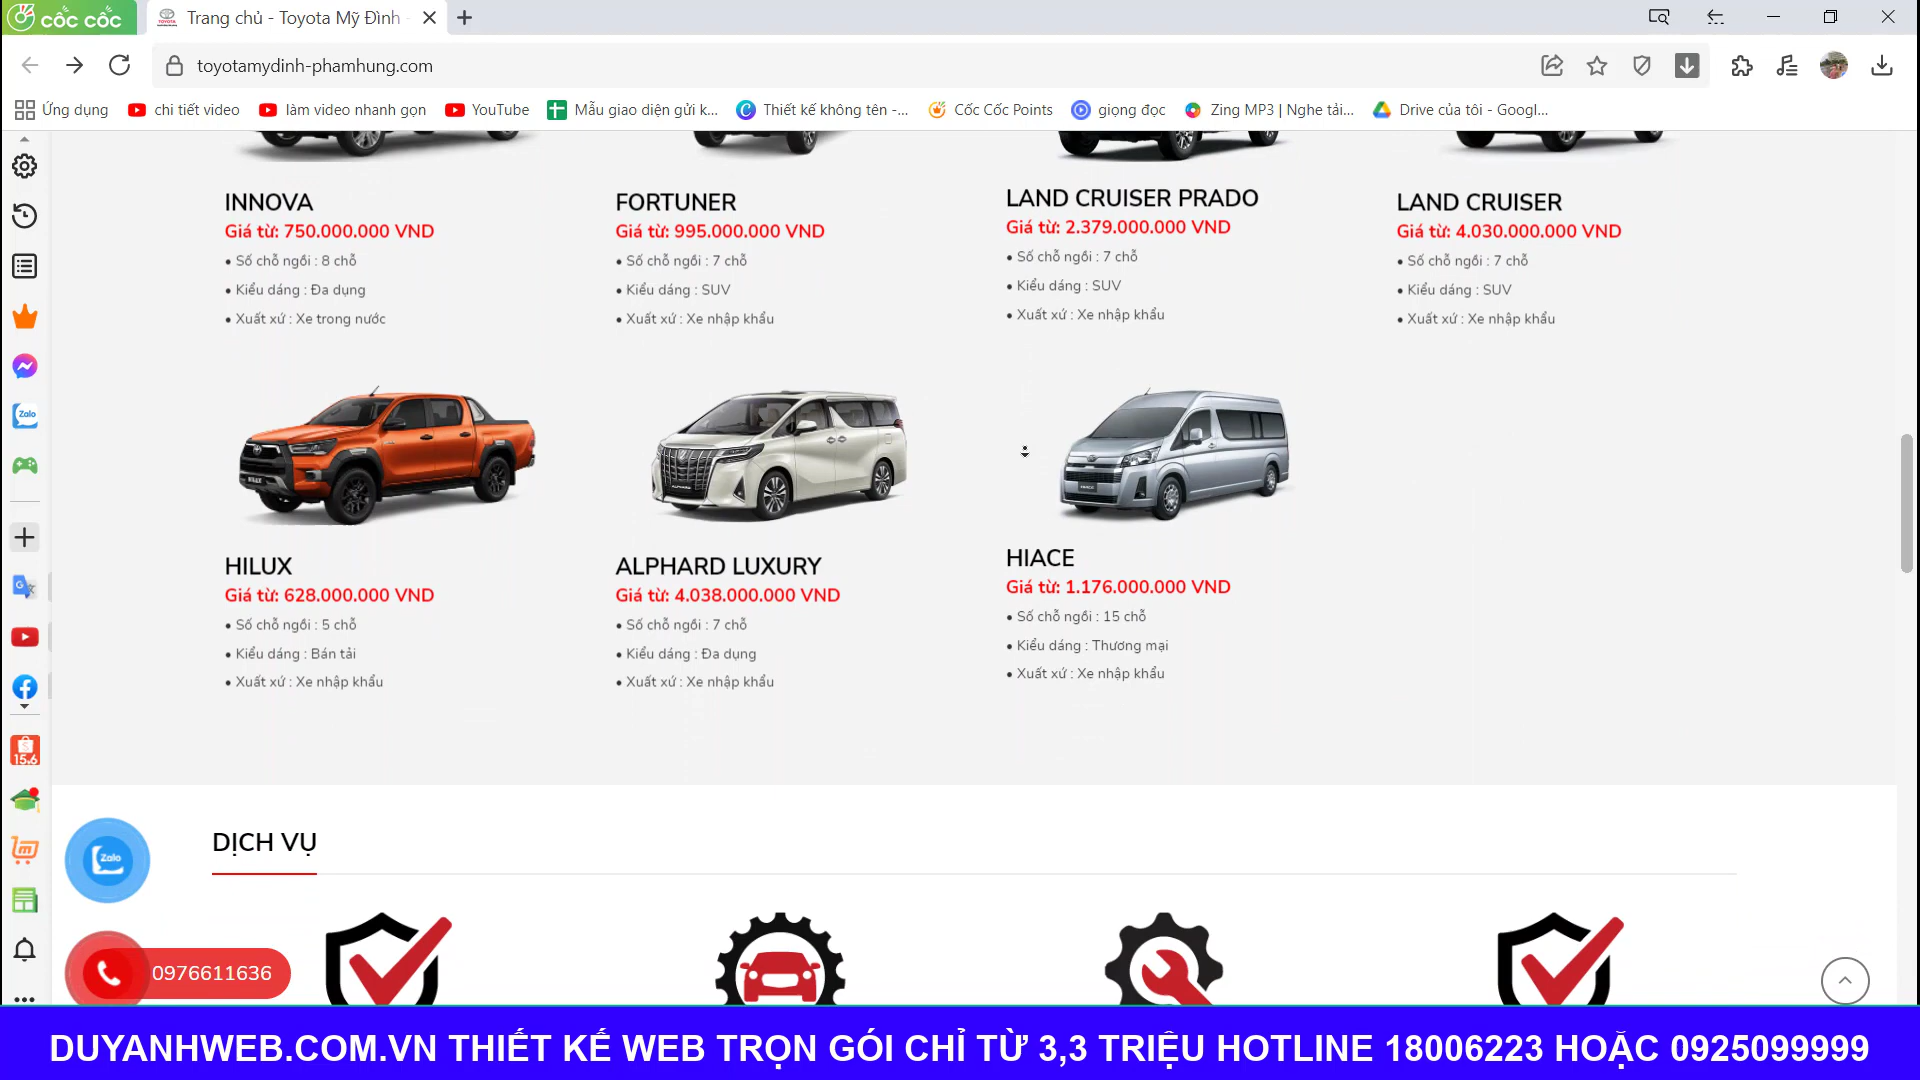 cốc cốc
Trang chủ - Toyota Mỹ Đình -
toyotamydinh-phamhung.com
Ứng dụng
chi tiết video
làm video nhanh gọn
YouTube
Mẫu giao diện gửi k...
Thiết kế không tên -...
Cốc Cốc Points
giọng đọc
Zing MP3 | Nghe tải...
Drive của tôi - Googl...
INNOVA
Giá từ: 750.000.000 VND
• Số chỗ ngồi : 8 chỗ
• Kiểu dáng : Đa dụng
• Xuất xứ : Xe trong nước
FORTUNER
Giá từ: 995.000.000 VND
• Số chỗ ngồi : 7 chỗ
• Kiểu dáng : SUV
• Xuất xứ : Xe nhập khẩu
LAND CRUISER PRADO
Giá từ: 2.379.000.000 VND
• Số chỗ ngồi : 7 chỗ
• Kiểu dáng : SUV
• Xuất xứ : Xe nhập khẩu
LAND CRUISER
Giá từ: 4.030.000.000 VND
• Số chỗ ngồi : 7 chỗ
• Kiểu dáng : SUV
• Xuất xứ : Xe nhập khẩu
HILUX
Giá từ: 628.000.000 VND
• Số chỗ ngồi : 5 chỗ
• Kiểu dáng : Bán tải
• Xuất xứ : Xe nhập khẩu
ALPHARD LUXURY
Giá từ: 4.038.000.000 VND
• Số chỗ ngồi : 7 chỗ
• Kiểu dáng : Đa dụng
• Xuất xứ : Xe nhập khẩu
HIACE
Giá từ: 1.176.000.000 VND
• Số chỗ ngồi : 15 chỗ
• Kiểu dáng : Thương mại
• Xuất xứ : Xe nhập khẩu
Zalo
15.6
DỊCH VỤ
Zalo
0976611636
DUYANHWEB.COM.VN THIẾT KẾ WEB TRỌN GÓI CHỈ TỪ 3,3 TRIỆU HOTLINE 18006223 HOẶC 0925099999